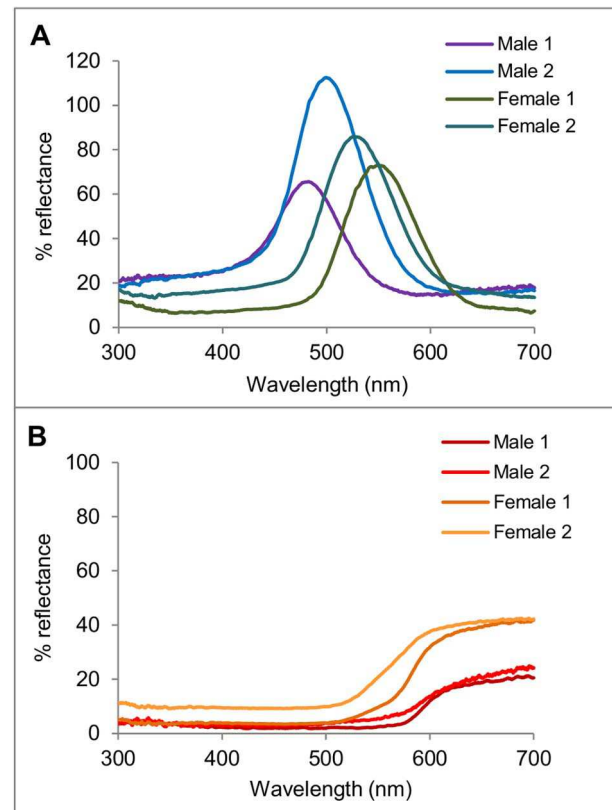 A
Male 1
Male 2
Female 1
Female 2
120
100
80
60
40
20
0
% reflectance
300 400 500 600 700
Wavelength (nm)
B
Male 1
Male 2
Female 1
Female 2
100
80
60
40
20
0
% reflectance
300 400 500 600 700
Wavelength (nm)